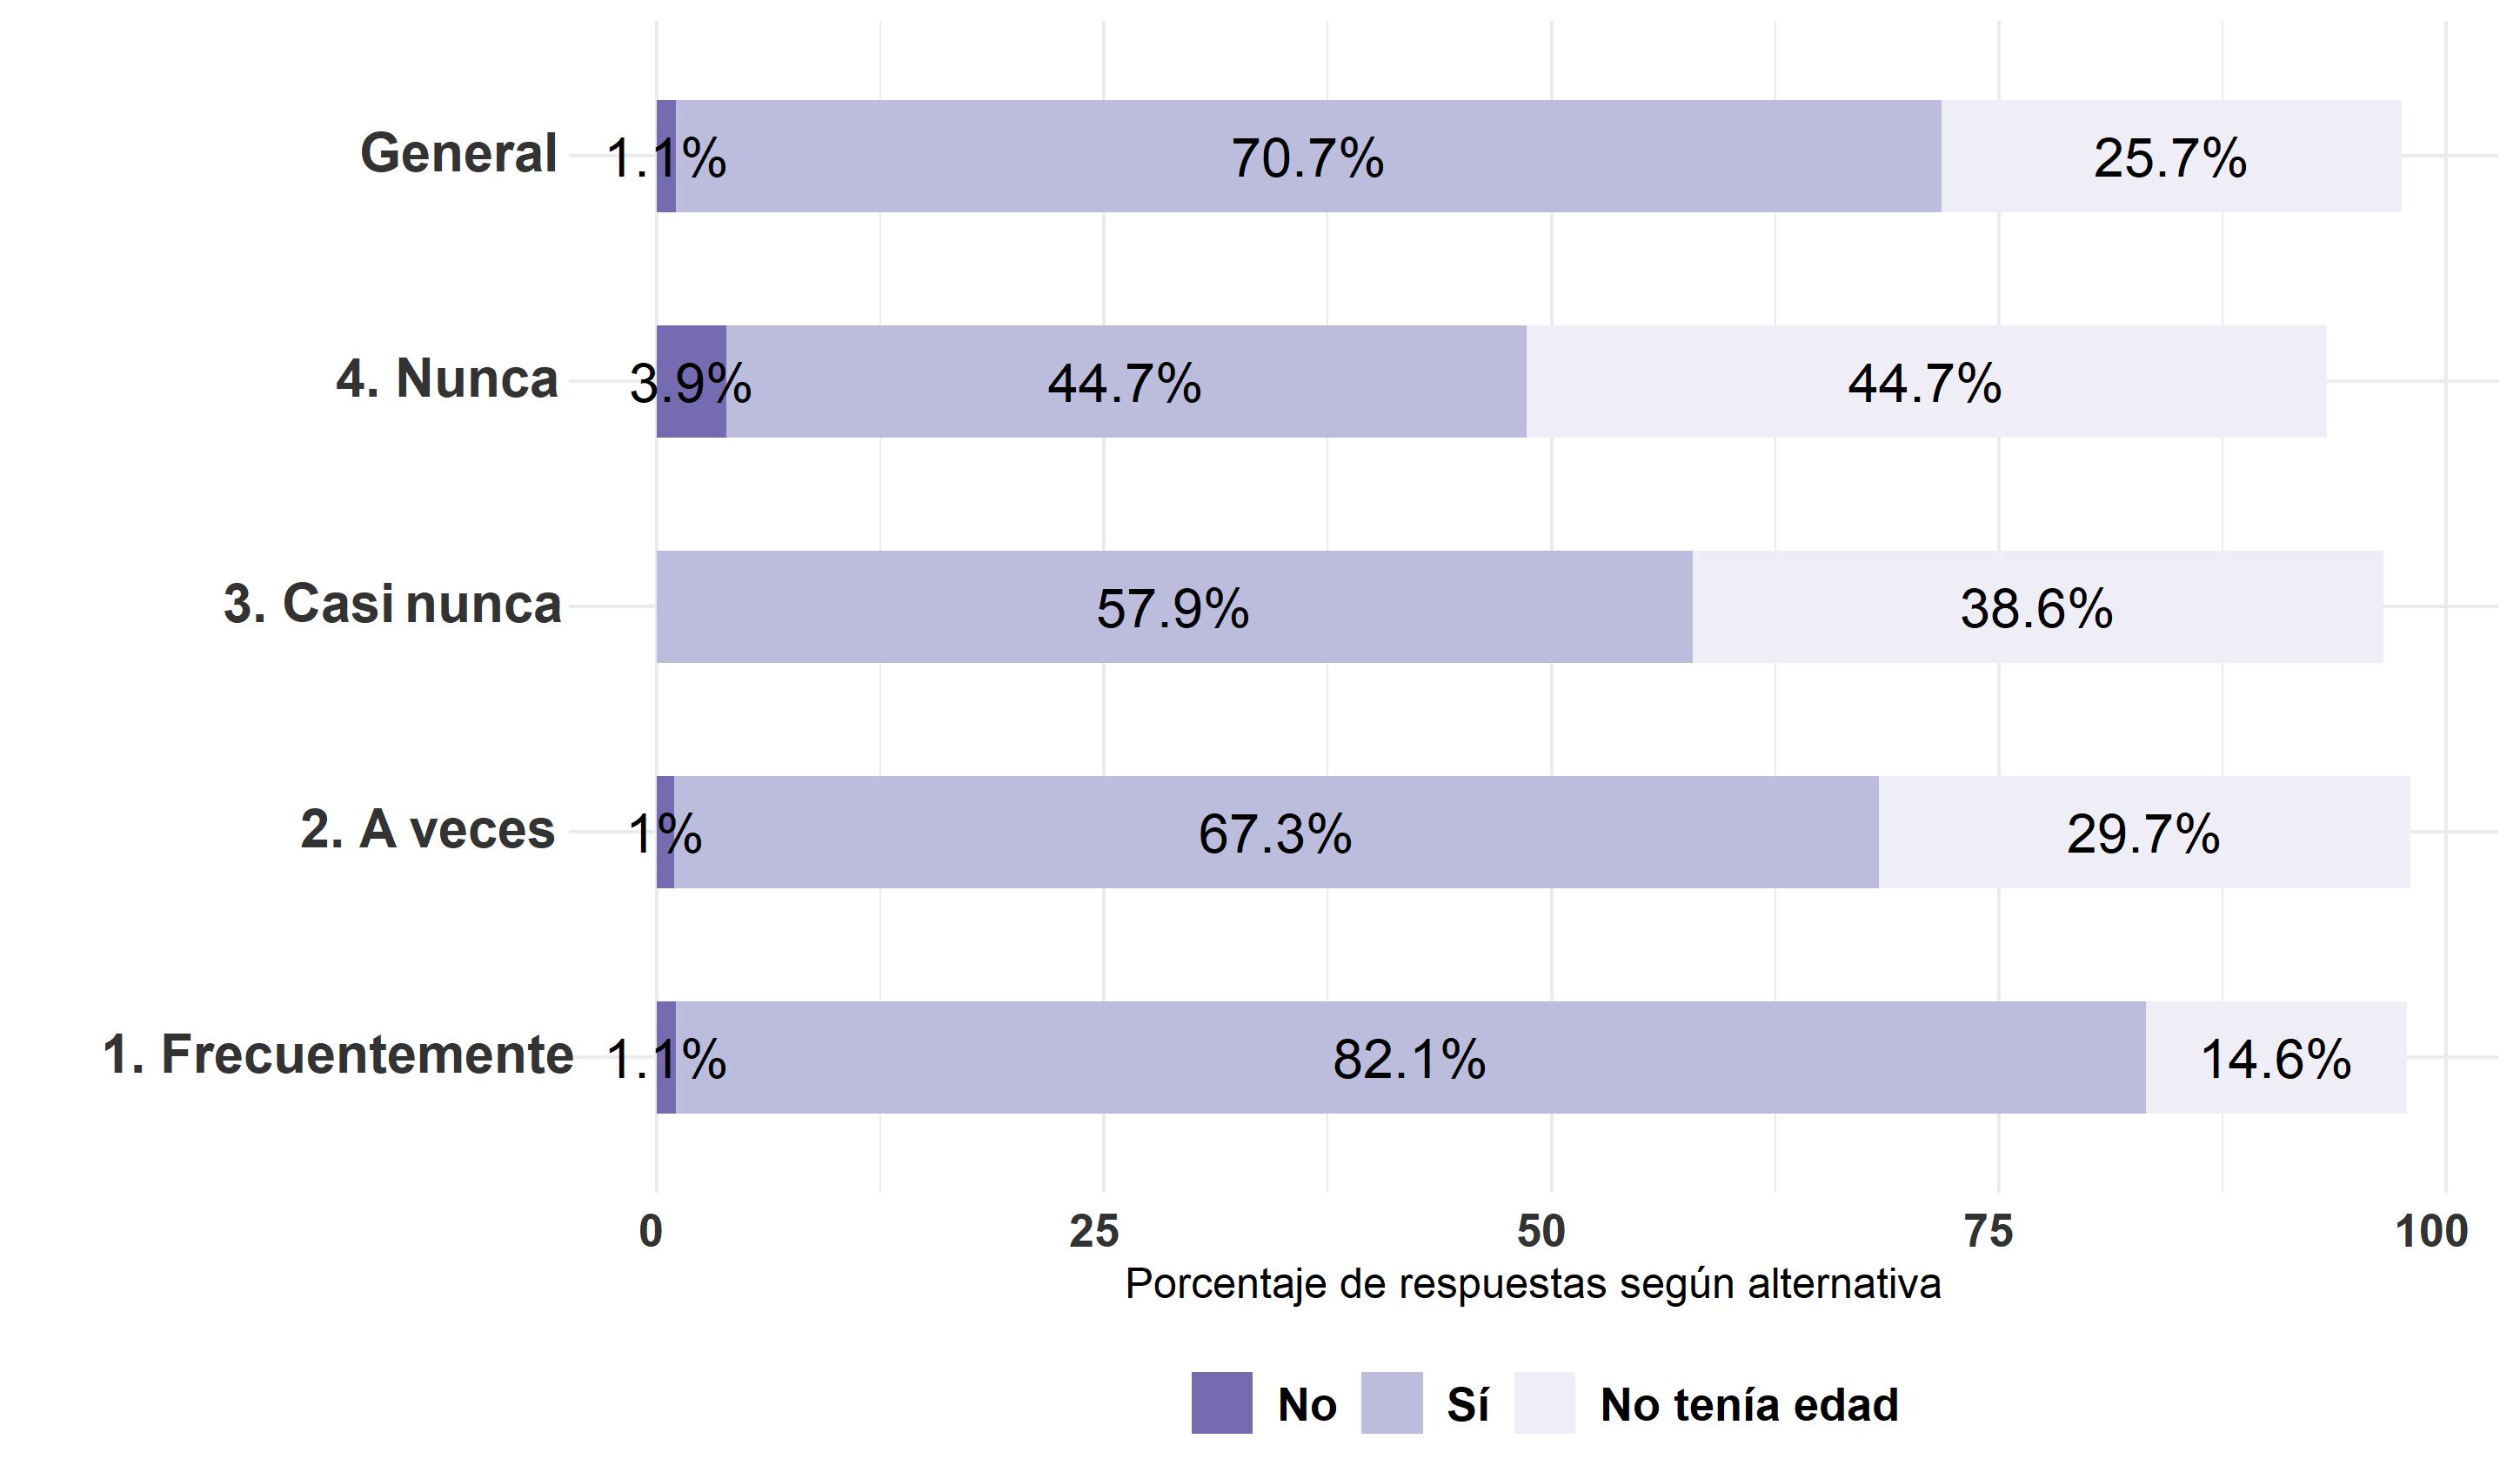 General 1.1% 70.7% 25.7%
4. Nunca 3.9% 44.7% 44.7%
3. Casi nunca 57.9% 38.6%
2. A veces 1% 67.3% 29.7%
1. Frecuentemente 1.1% 82.1% 14.6%
0 25 50 75 100
Porcentaje de respuestas según alternativa
No Sí No tenía edad